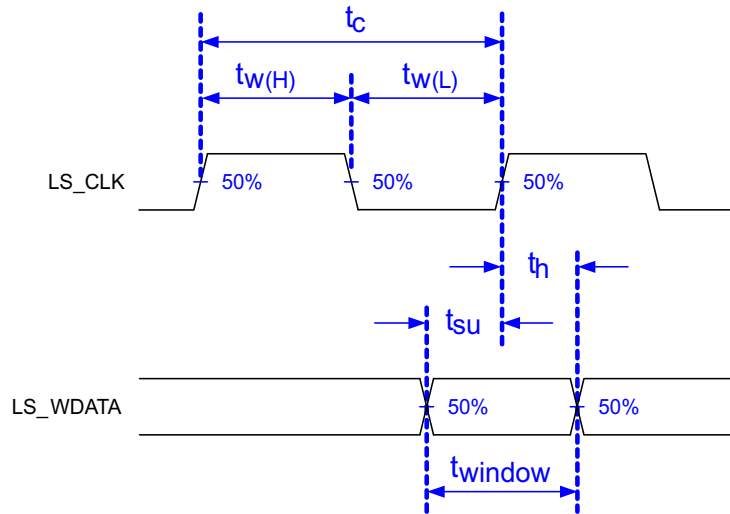 tc
tw(H) tw(L)
LS_CLK 50% 50% 50%
th
tsu
LS_WDATA 50% 50%
twindow